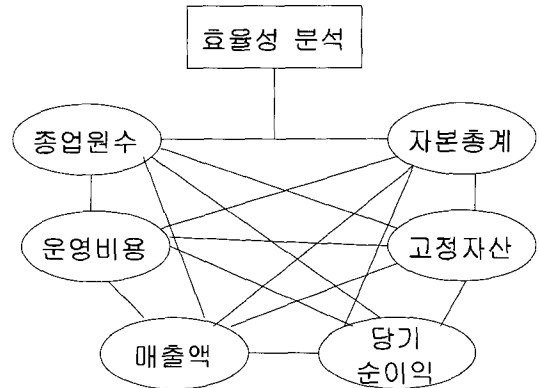 효율성 분석
종업원수
자본총계
운영비용
고정자산
매출액
당기
순이익